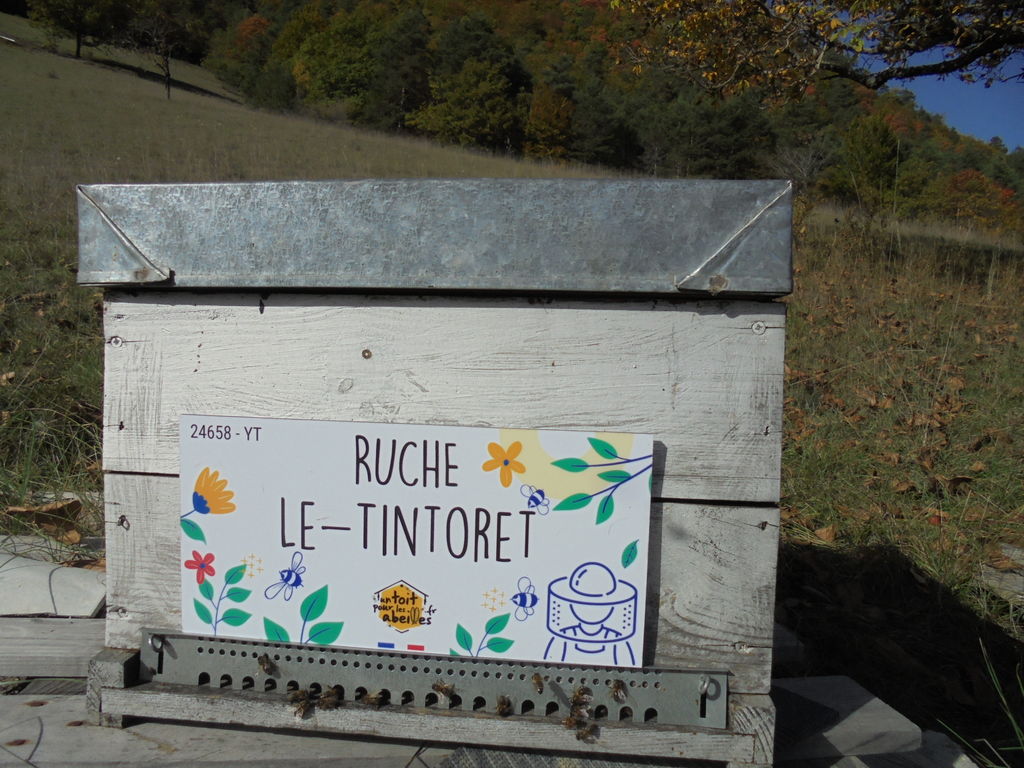 24658 - YT
RUCHE
LE-TINTORET
un toit
pour les .fr
abeilles